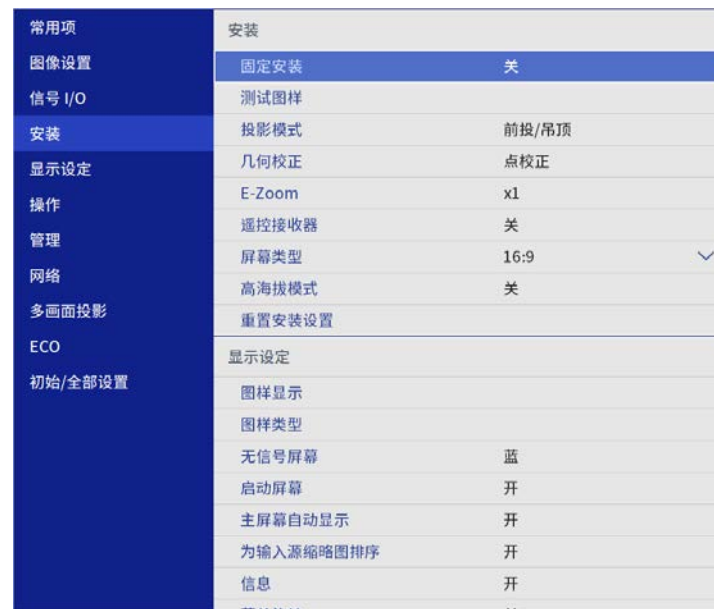 常用项
图像设置
信号 I/O
安装
显示设定
操作
管理
网络
多画面投影
ECO
初始/全部设置
安装
固定安装 关
测试图样
投影模式 前投/吊顶
几何校正 点校正
E-Zoom x1
遥控接收器 关
屏幕类型 16:9
高海拔模式 关
重置安装设置
显示设定
图样显示
图样类型
无信号屏幕 蓝
启动屏幕 开
主屏幕自动显示 开
为输入源缩略图排序 开
信息 开